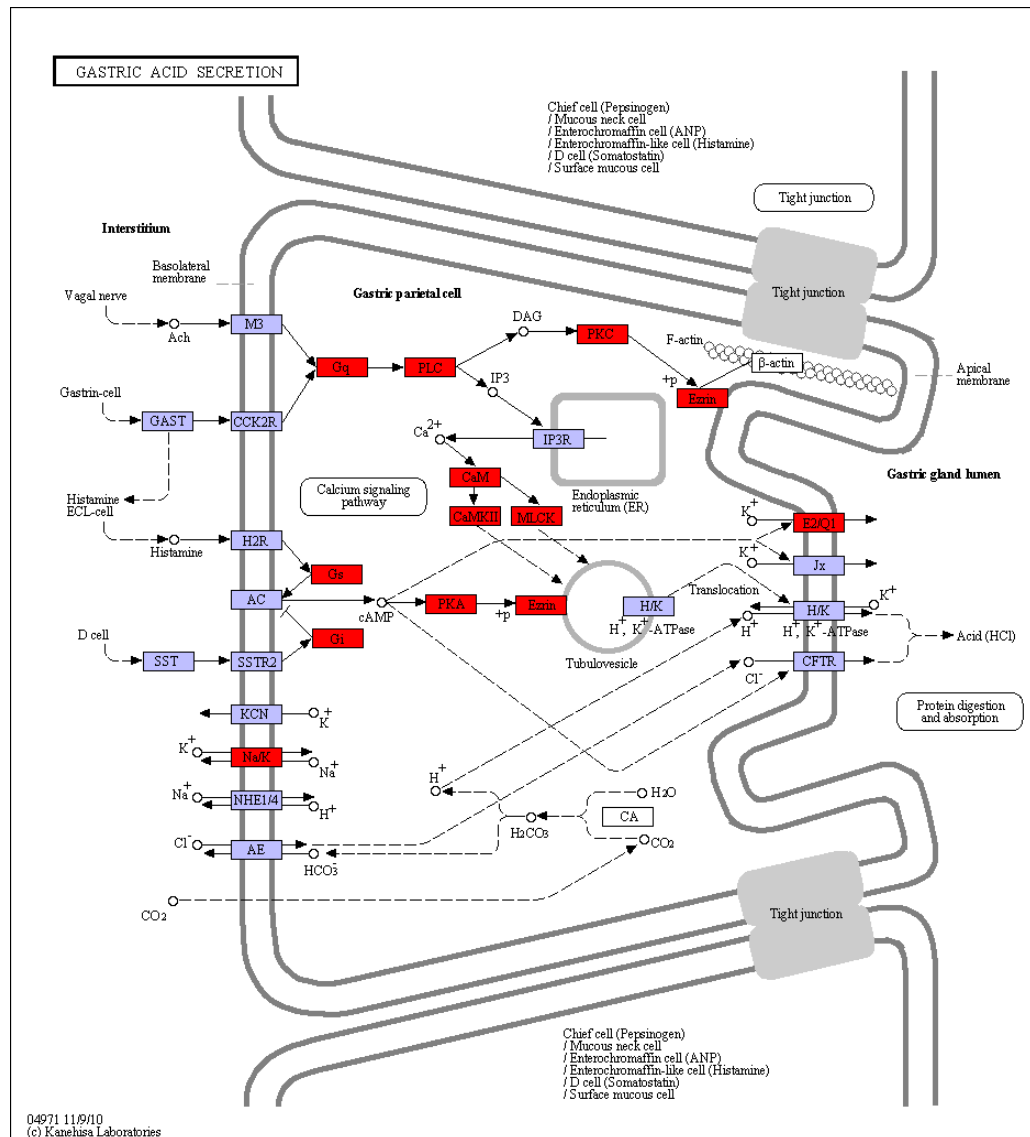 GASTRIC ACID SECRETION
Chief cell (Pepsinogen)
/ Mucous neck cell
/ Enterochromaffin cell (ANP)
/ Enterochromaffin-like cell (Histamine)
/ D cell (Somatostatin)
/ Surface mucous cell
Tight junction
Interstitium
Basolateral
membrane
Tight junction
Vagal nerve
Gastric parietal cell
Ach
M3
DAG
PKC
F-actin
β-actin
Gq
PLC
IP3
+p
Ezrin
Apical
membrane
Gastrin-cell
GAST
CCK2R
Ca2+
IP3R
Gastric gland lumen
CaM
Calcium signaling
pathway
Endoplasmic
reticulum (ER)
Histamine
ECL-cell
CaMKII
MLCK
K+
E2/Q1
Histamine
H2R
K+
Jx
Gs
Translocation
AC
cAMP
PKA
+p
Ezrin
H/K
H+, K+-ATPase
H+
H/K
H+, K+-ATPase
K+
Acid (HCl)
D cell
Gi
Tubulovesicle
SST
SSTR2
Cl-
CFTR
KCN
K+
Protein digestion
and absorption
K+
Na/K
Na+
Na+
NHE1/4
H+
H+
H2O
CA
H2CO3
Cl-
AE
HCO3-
CO2
CO2
Tight junction
Chief cell (Pepsinogen)
/ Mucous neck cell
/ Enterochromaffin cell (ANP)
/ Enterochromaffin-like cell (Histamine)
/ D cell (Somatostatin)
/ Surface mucous cell
04971 11/9/10
(c) Kanehisa Laboratories